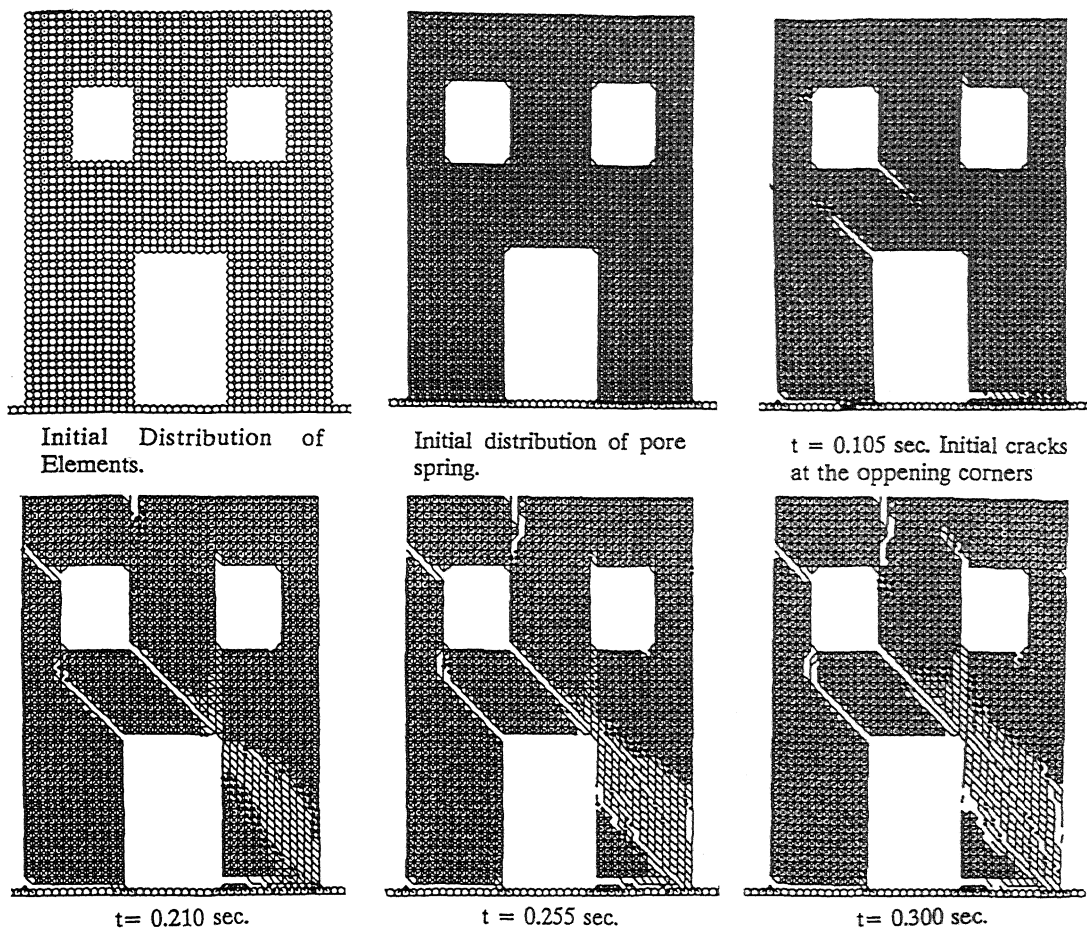 Initial Distribution of
Elements.
Initial distribution of pore
spring.
t = 0.105 sec. Initial cracks
at the oppening corners
t= 0.210 sec.
t = 0.255 sec.
t= 0.300 sec.